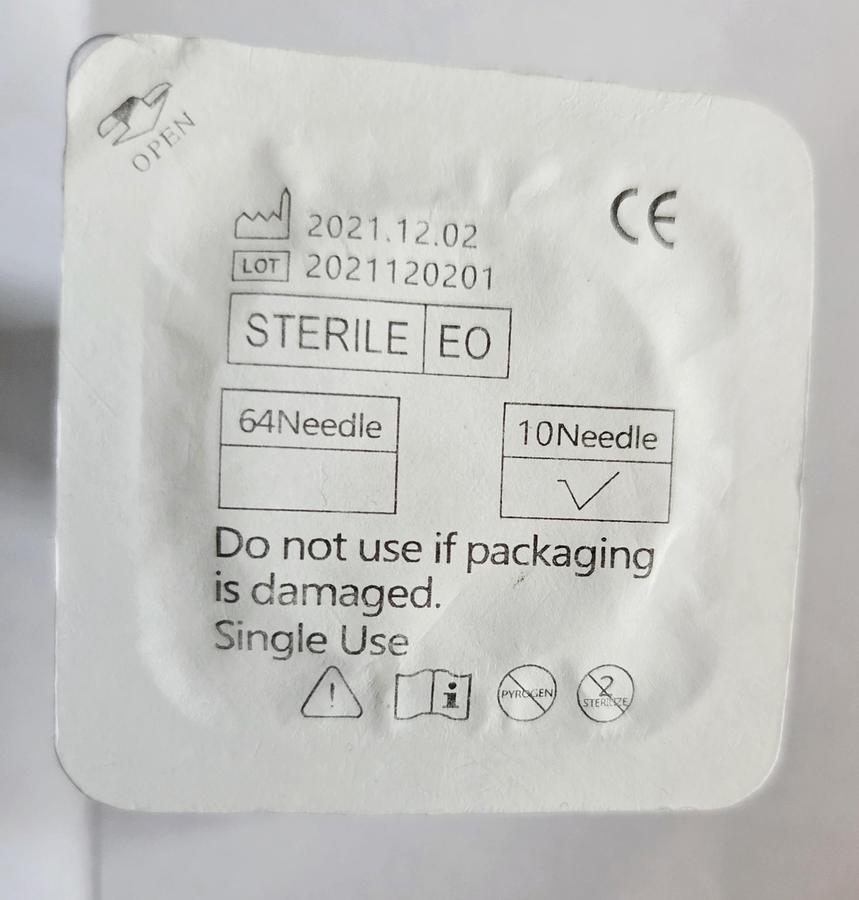 OPEN
CE
2021.12.02
LOT 2021120201
STERILE EO
64Needle 10Needle
√
Do not use if packaging
is damaged.
Single Use
! i PYROGEN 2 STERILIZE